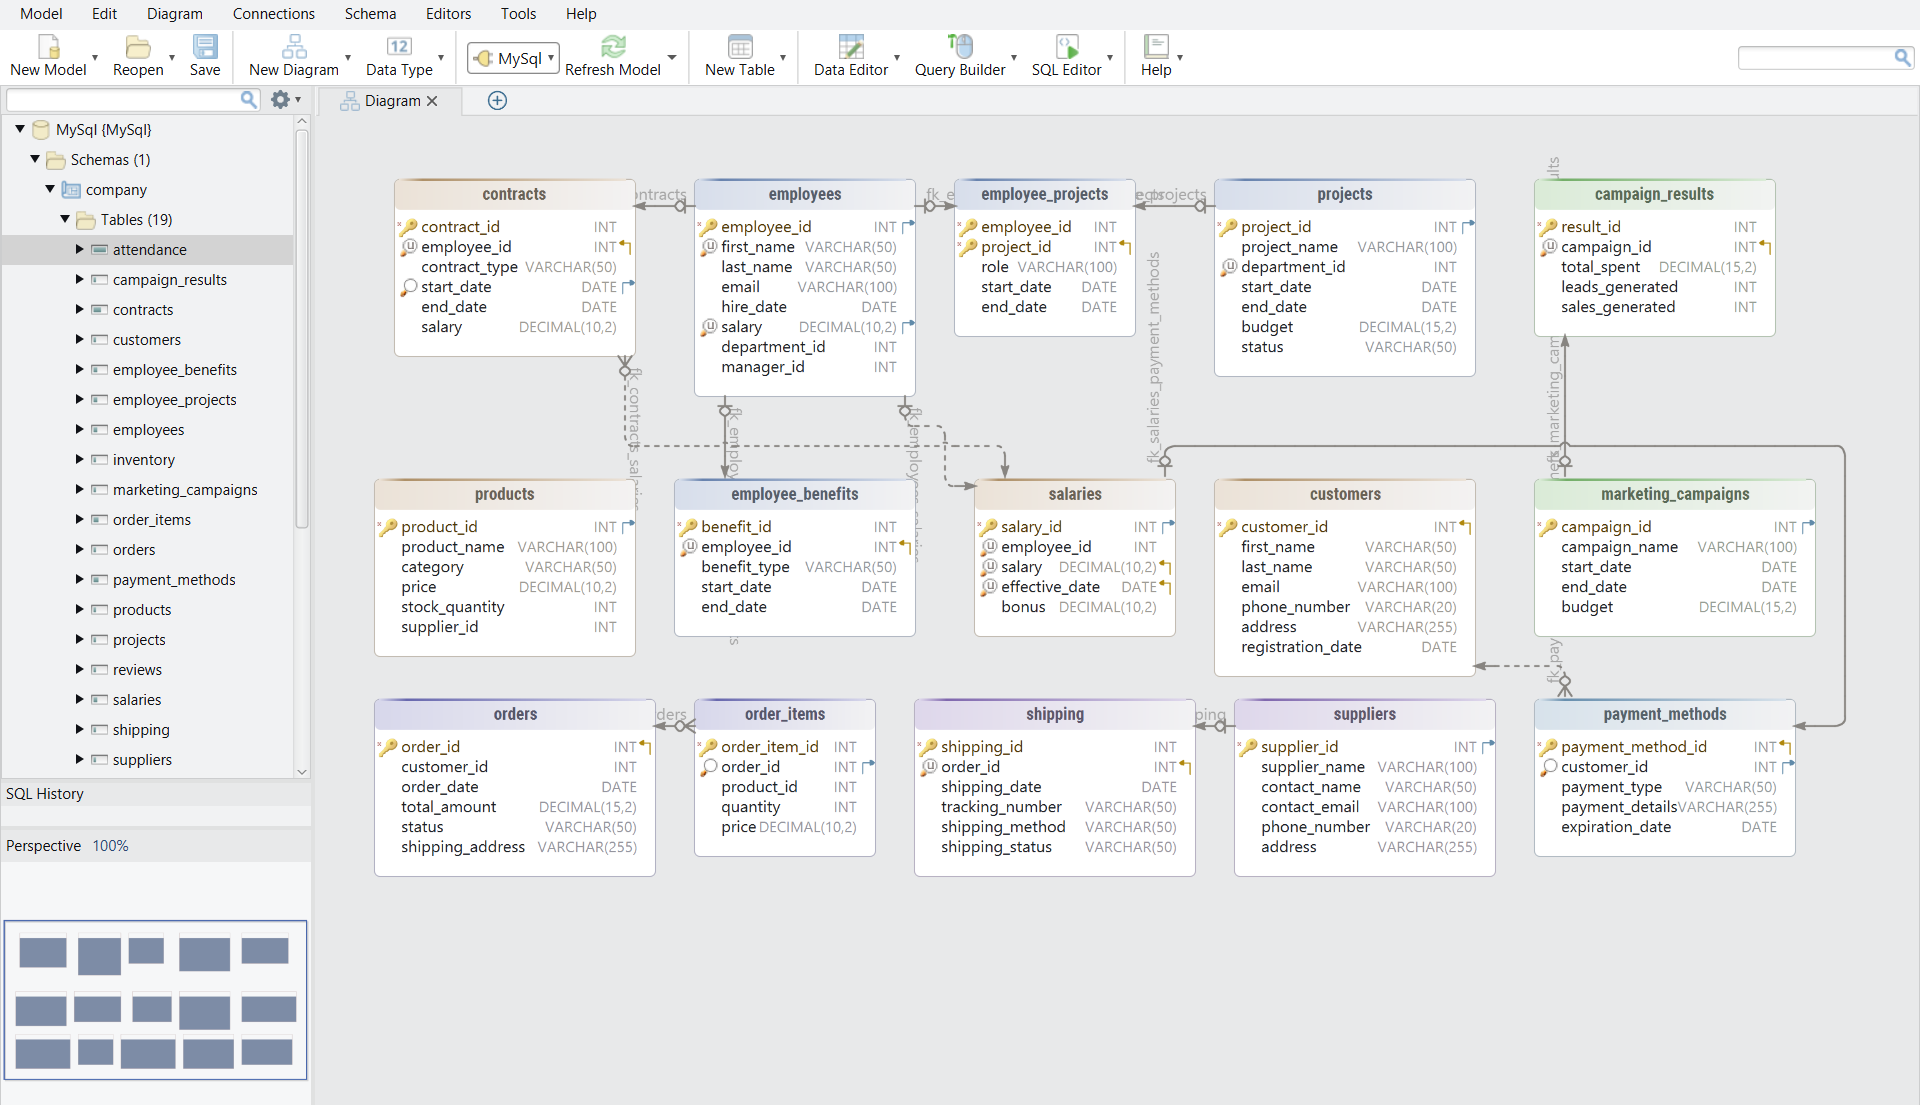 Model Edit Diagram Connections Schema Editors Tools Help
New Model Reopen Save New Diagram 12 Data Type MySql Refresh Model New Table Data Editor Query Builder SQL Editor Help
Diagram
MySql {MySql}
Schemas (1)
company
Tables (19)
attendance
campaign_results
contracts
customers
employee_benefits
employee_projects
employees
inventory
marketing_campaigns
order_items
orders
payment_methods
products
projects
reviews
salaries
shipping
suppliers
SQL History
Perspective 100%
contracts
contract_id INT
employee_id INT
contract_type VARCHAR(50)
start_date DATE
end_date DATE
salary DECIMAL(10,2)
employees
employee_id INT
first_name VARCHAR(50)
last_name VARCHAR(50)
email VARCHAR(100)
hire_date DATE
salary DECIMAL(10,2)
department_id INT
manager_id INT
employee_projects
employee_id INT
project_id INT
role VARCHAR(100)
start_date DATE
end_date DATE
projects
project_id INT
project_name VARCHAR(100)
department_id INT
start_date DATE
end_date DATE
budget DECIMAL(15,2)
status VARCHAR(50)
campaign_results
result_id INT
campaign_id INT
total_spent DECIMAL(15,2)
leads_generated INT
sales_generated INT
fk_salaries_payment_methods
products
product_id INT
product_name VARCHAR(100)
category VARCHAR(50)
price DECIMAL(10,2)
stock_quantity INT
supplier_id INT
employee_benefits
benefit_id INT
employee_id INT
benefit_type VARCHAR(50)
start_date DATE
end_date DATE
salaries
salary_id INT
employee_id INT
salary DECIMAL(10,2)
effective_date DATE
bonus DECIMAL(10,2)
customers
customer_id INT
first_name VARCHAR(50)
last_name VARCHAR(50)
email VARCHAR(100)
phone_number VARCHAR(20)
address VARCHAR(255)
registration_date DATE
marketing_campaigns
campaign_id INT
campaign_name VARCHAR(100)
start_date DATE
end_date DATE
budget DECIMAL(15,2)
orders
order_id INT
customer_id INT
order_date DATE
total_amount DECIMAL(15,2)
status VARCHAR(50)
shipping_address VARCHAR(255)
order_items
order_item_id INT
order_id INT
product_id INT
quantity INT
price DECIMAL(10,2)
shipping
shipping_id INT
order_id INT
shipping_date DATE
tracking_number VARCHAR(50)
shipping_method VARCHAR(50)
shipping_status VARCHAR(50)
suppliers
supplier_id INT
supplier_name VARCHAR(100)
contact_name VARCHAR(50)
contact_email VARCHAR(100)
phone_number VARCHAR(20)
address VARCHAR(255)
payment_methods
payment_method_id INT
customer_id INT
payment_type VARCHAR(50)
payment_details VARCHAR(255)
expiration_date DATE